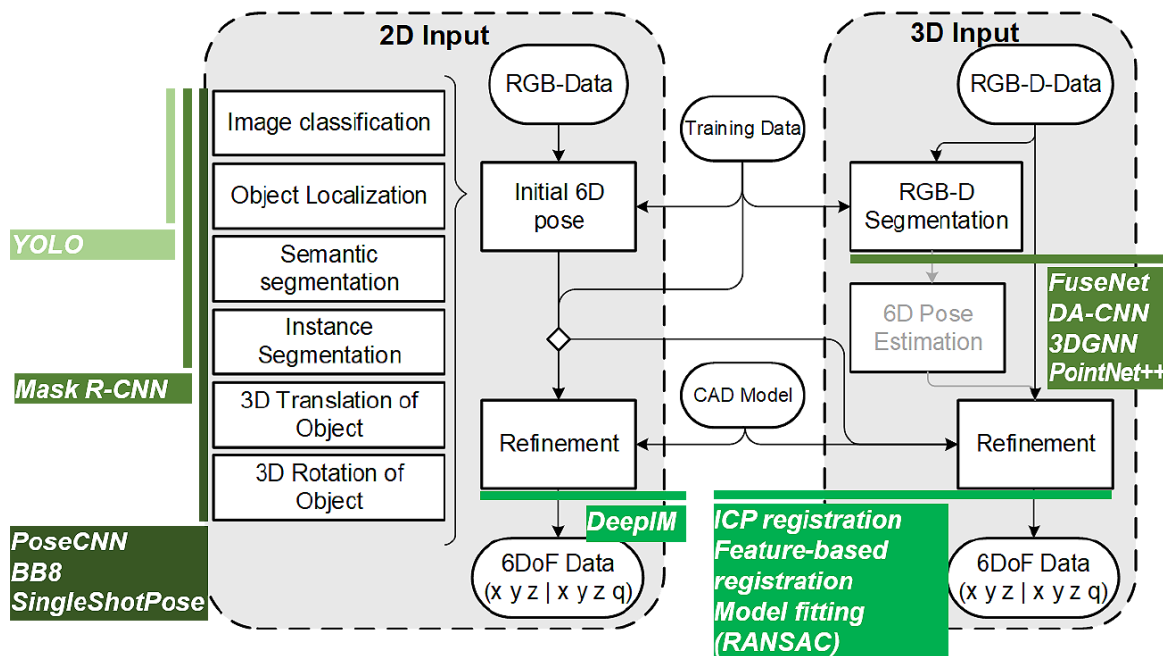 2D Input
3D Input
RGB-Data
RGB-D-Data
Training Data
Image classification
Object Localization
Semantic
segmentation
Instance
Segmentation
3D Translation of
Object
3D Rotation of
Object
YOLO
Mask R-CNN
PoseCNN
BB8
SingleShotPose
Initial 6D
pose
RGB-D
Segmentation
FuseNet
DA-CNN
3DGNN
PointNet++
6D Pose
Estimation
CAD Model
Refinement
Refinement
DeepIM
ICP registration
Feature-based
registration
Model fitting
(RANSAC)
6DoF Data
(x y z | x y z q)
6DoF Data
(x y z | x y z q)